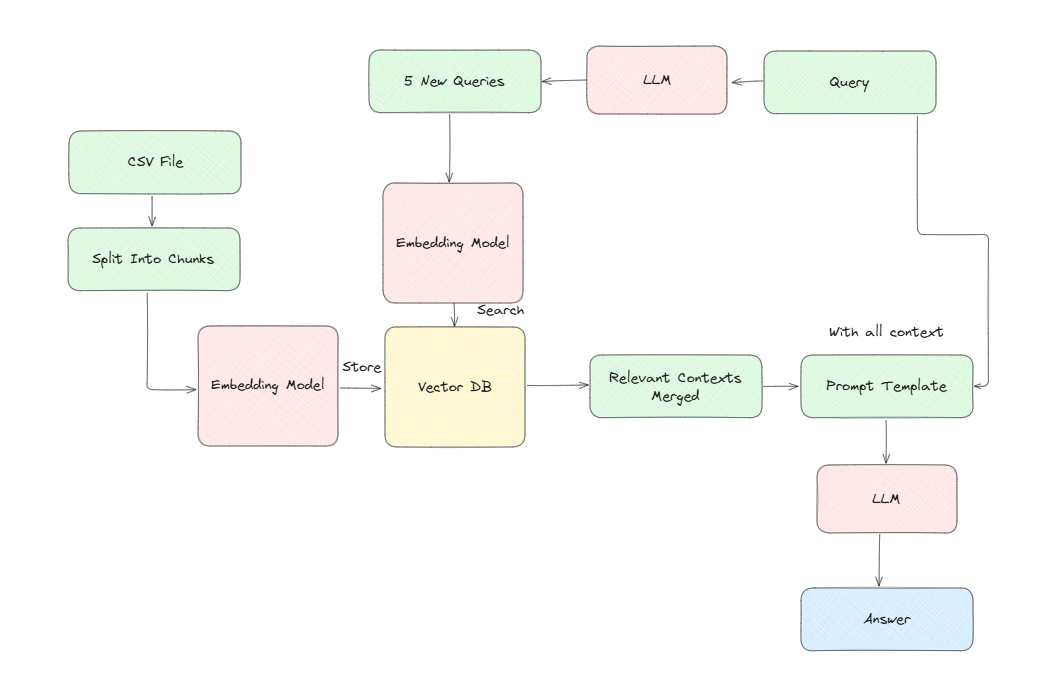 5 New Queries
LLM
Query
CSV File
Split Into Chunks
Embedding Model
Search
With all context
Embedding Model
Store
Vector DB
Relevant Contexts
Merged
Prompt Template
LLM
Answer